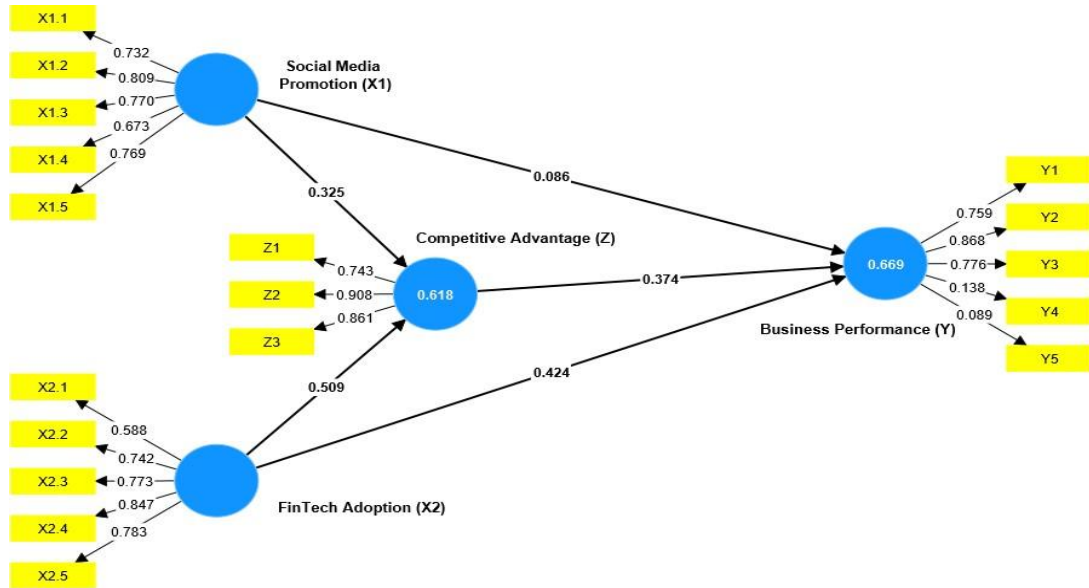 X1.1
X1.2
X1.3
X1.4
X1.5
0.732
0.809
0.770
0.673
0.769
Social Media
Promotion (X1)
0.325
0.086
Z1
Z2
Z3
0.743
0.908
0.861
Competitive Advantage (Z)
0.618
0.374
0.509
0.424
X2.1
X2.2
X2.3
X2.4
X2.5
0.588
0.742
0.773
0.847
0.783
FinTech Adoption (X2)
0.669
Business Performance (Y)
0.759
0.868
0.776
0.138
0.089
Y1
Y2
Y3
Y4
Y5